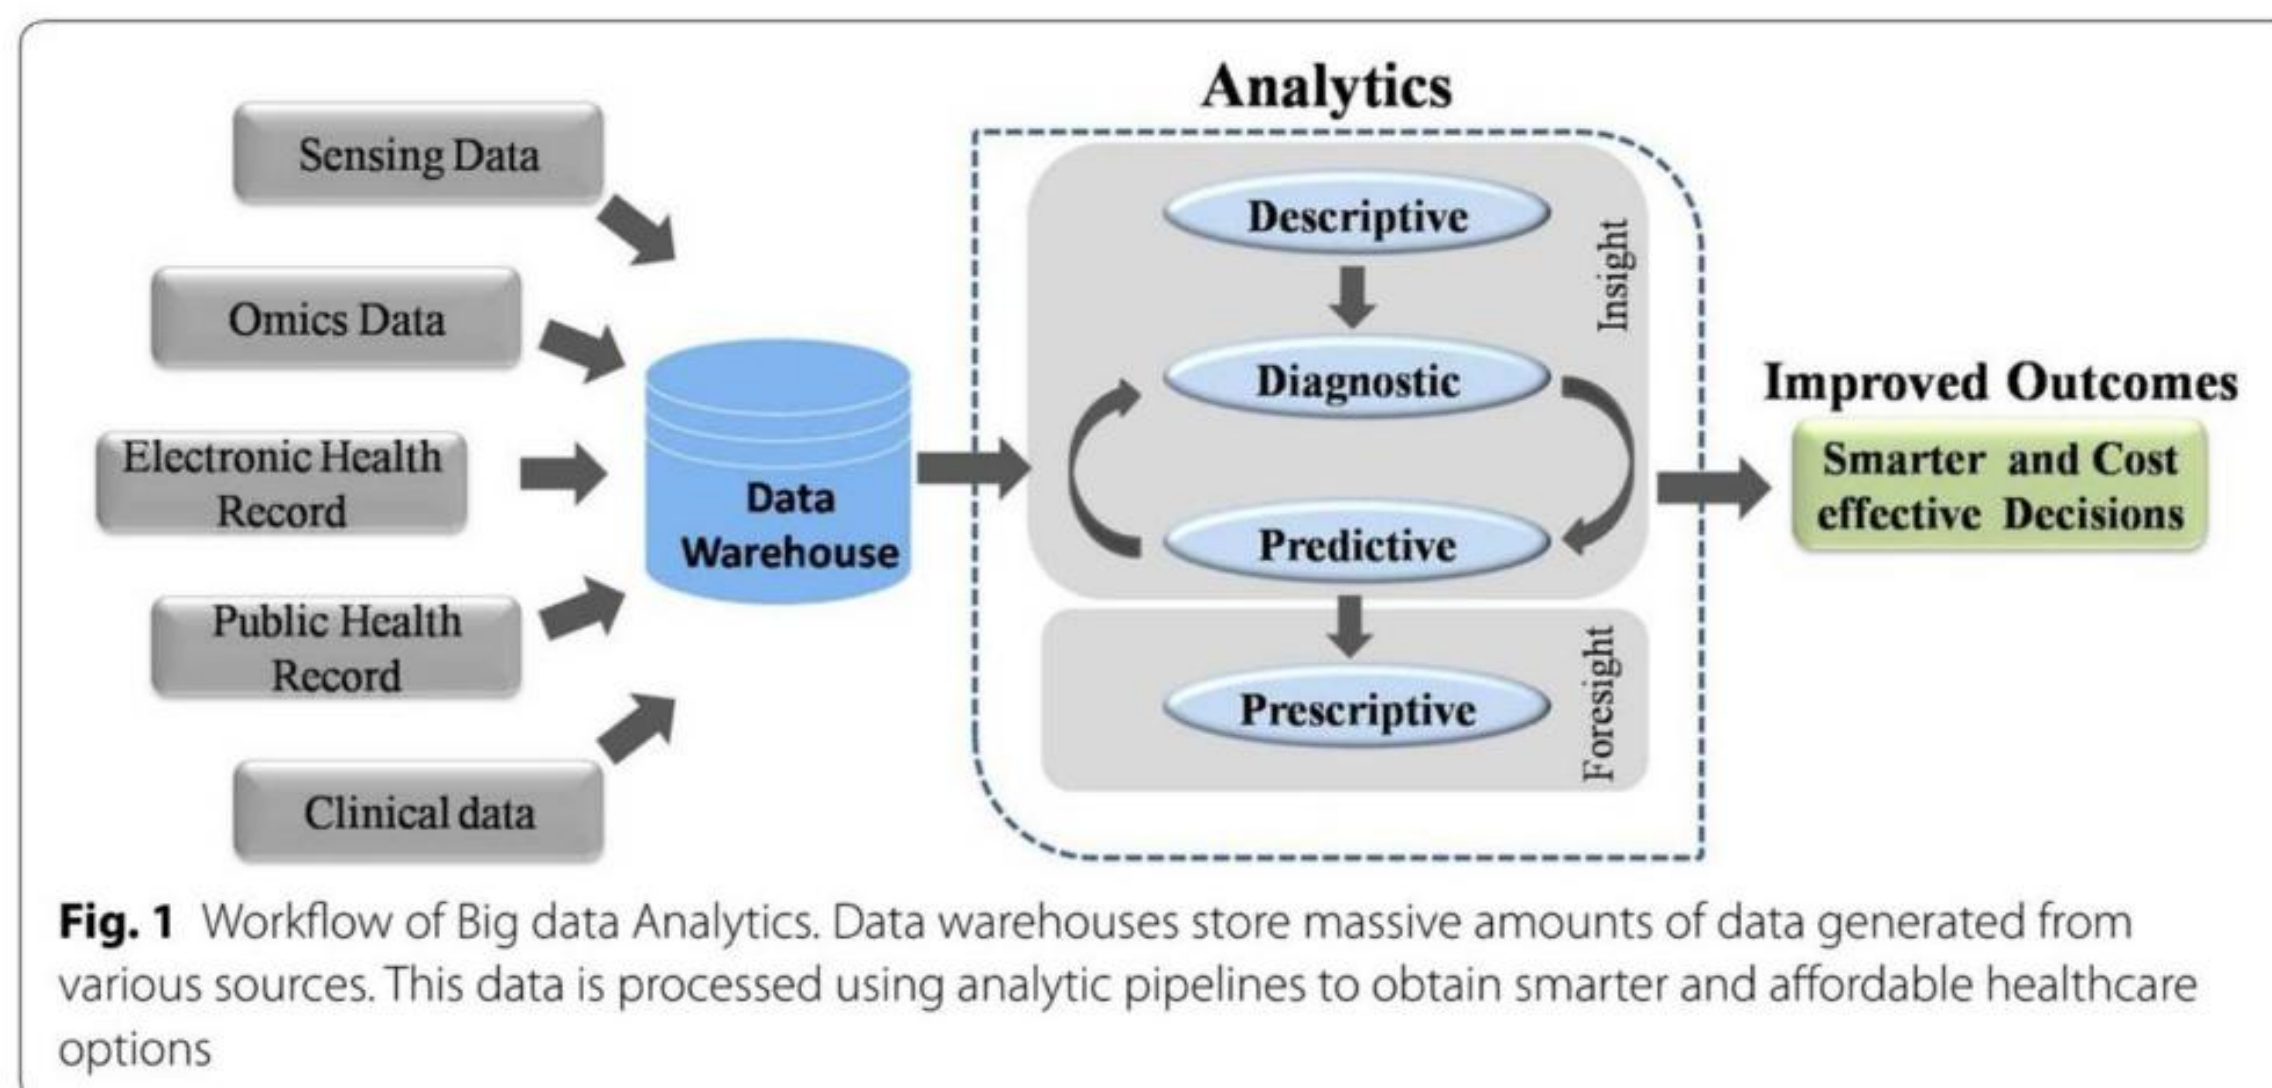 Sensing Data
Omics Data
Electronic Health
Record
Public Health
Record
Clinical data
Data
Warehouse
Analytics
Descriptive
Diagnostic
Predictive
Insight
Prescriptive
Foresight
Improved Outcomes
Smarter and Cost
effective Decisions
Fig. 1 Workflow of Big data Analytics. Data warehouses store massive amounts of data generated from
various sources. This data is processed using analytic pipelines to obtain smarter and affordable healthcare
options